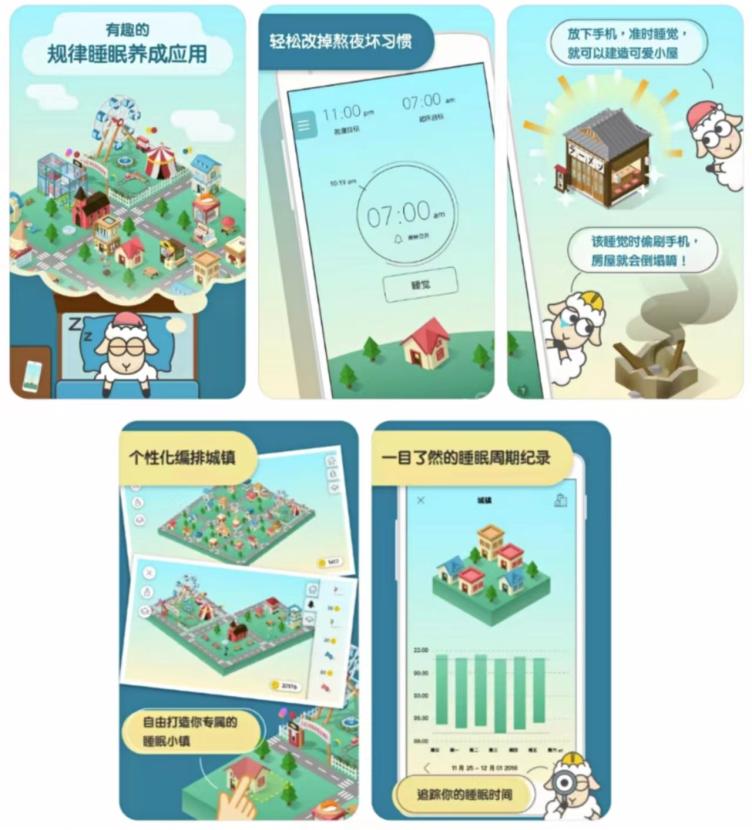 有趣的
规律睡眠养成应用
Z
Z
轻松改掉熬夜坏习惯
11:00 pm
07:00 am
就寝目标
起床目标
10:19 am
07:00 am
睡觉
放下手机，准时睡觉，
就可以建造可爱小屋
该睡觉时偷刷手机，
房屋就会倒塌嘀！
个性化编排城镇
自由打造你专属的
睡眠小镇
一目了然的睡眠周期纪录
城镇
11 月 25 - 12 月 01 2018
追踪你的睡眠时间